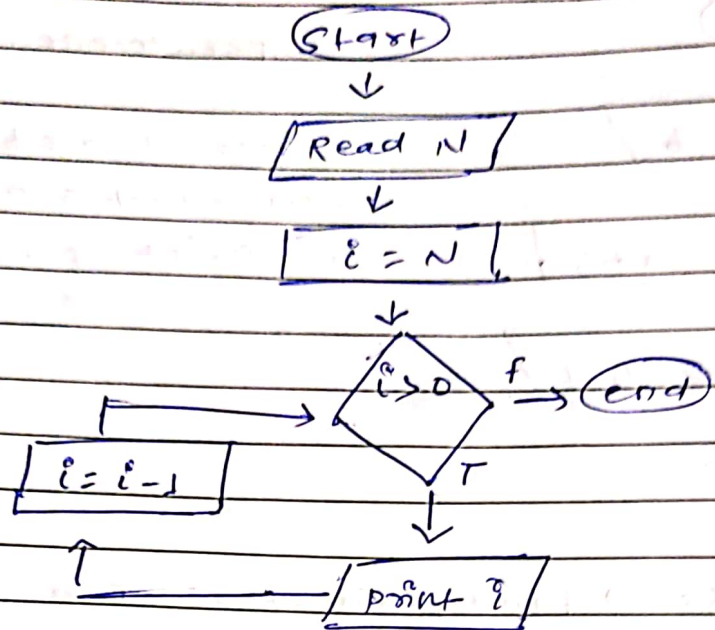 Start
Read N
i = N
i > 0
f
end
i = i - 1
T
print i